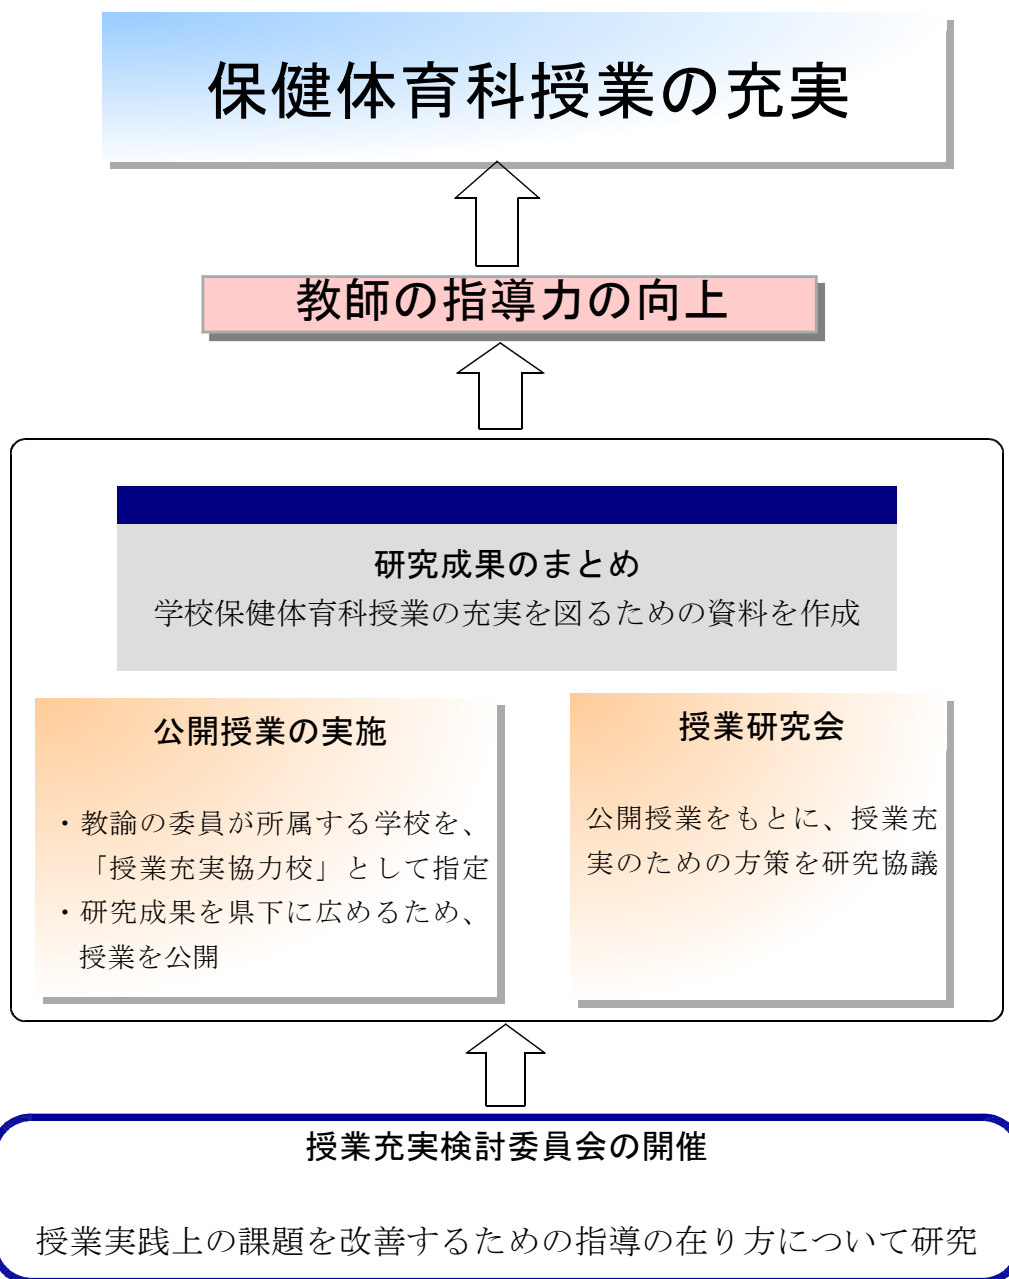 保健体育科授業の充実
教師の指導力の向上
研究成果のまとめ
学校保健体育科授業の充実を図るための資料を作成
公開授業の実施
・教諭の委員が所属する学校を、
「授業充実協力校」として指定
・研究成果を県下に広めるため、
授業を公開
授業研究会
公開授業をもとに、授業充
実のための方策を研究協議
授業充実検討委員会の開催
授業実践上の課題を改善するための指導の在り方について研究